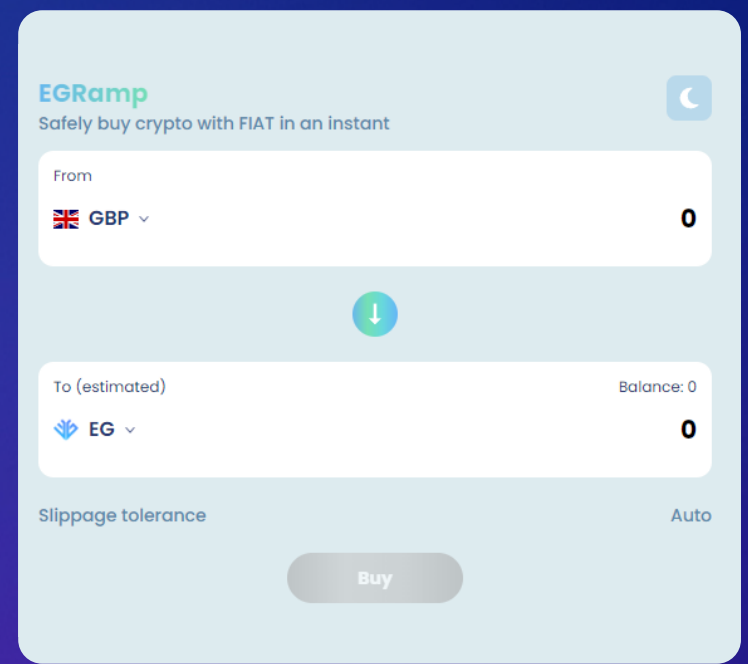 EGRamp
Safely buy crypto with FIAT in an instant
From
GBP 0
To (estimated) Balance: 0
EG 0
Slippage tolerance Auto
Buy